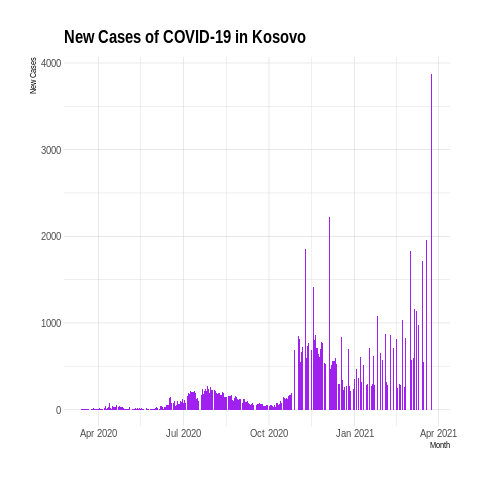 New Cases of COVID-19 in Kosovo
New Cases
4000
3000
2000
1000
0
Apr 2020 Jul 2020 Oct 2020 Jan 2021 Apr 2021
Month